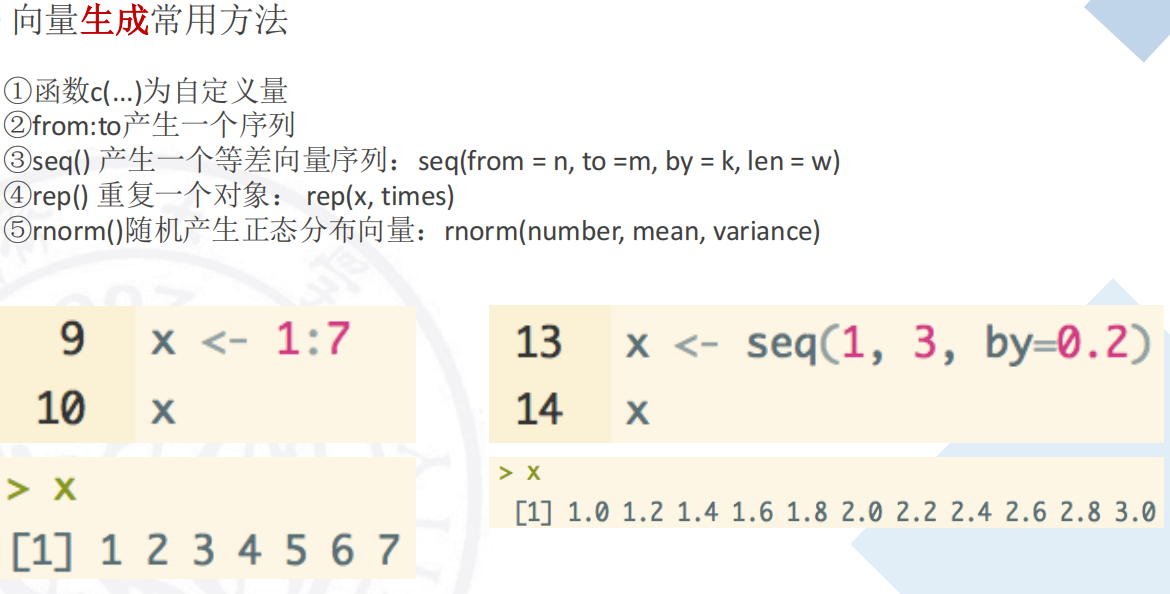 向量生成常用方法
①函数c(...)为自定义量
②from:to产生一个序列
③seq() 产生一个等差向量序列：seq(from = n, to =m, by = k, len = w)
④rep() 重复一个对象： rep(x, times)
⑤rnorm()随机产生正态分布向量：rnorm(number, mean, variance)
9 x <- 1:7
10 x
> x
[1] 1 2 3 4 5 6 7
13 x <- seq(1, 3, by=0.2)
14 x
> x
[1] 1.0 1.2 1.4 1.6 1.8 2.0 2.2 2.4 2.6 2.8 3.0